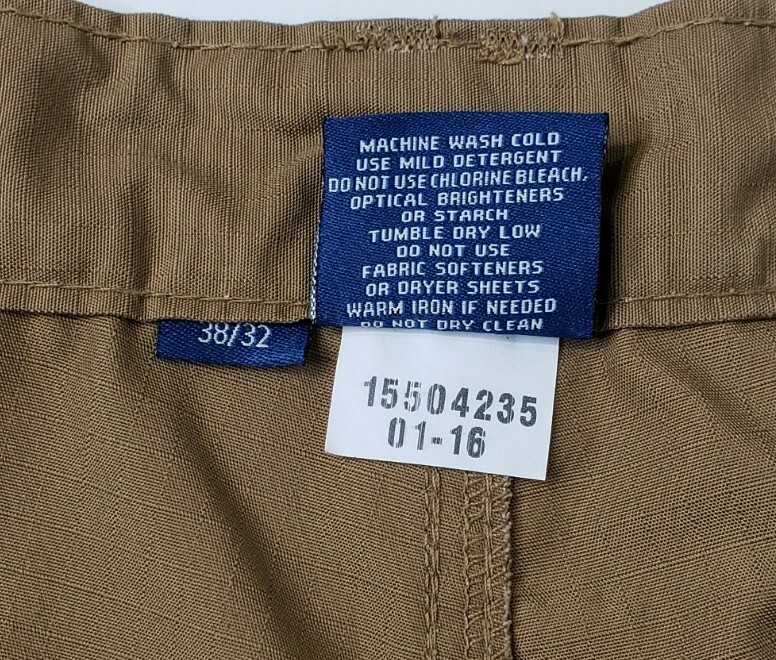 MACHINE WASH COLD
USE MILD DETERGENT
DO NOT USE CHLORINE BLEACH,
OPTICAL BRIGHTENERS
OR STARCH
TUMBLE DRY LOW
DO NOT USE
FABRIC SOFTENERS
OR DRYER SHEETS
WARM IRON IF NEEDED
DO NOT DRY CLEAN
38/32
15504235
01-16